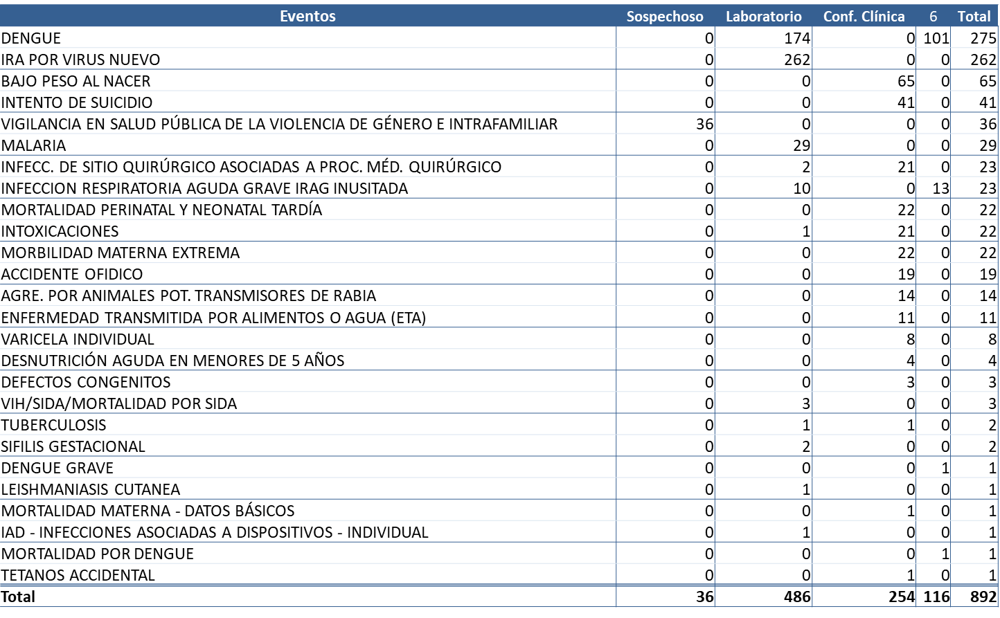 Eventos Sospechoso Laboratorio Conf. Clínica 6 Total
DENGUE 0 174 0 101 275
IRA POR VIRUS NUEVO 0 262 0 0 262
BAJO PESO AL NACER 0 0 65 0 65
INTENTO DE SUICIDIO 0 0 41 0 41
VIGILANCIA EN SALUD PÚBLICA DE LA VIOLENCIA DE GÉNERO E INTRAFAMILIAR 36 0 0 0 36
MALARIA 0 29 0 0 29
INFECC. DE SITIO QUIRÚRGICO ASOCIADAS A PROC. MÉD. QUIRÚRGICO 0 2 21 0 23
INFECCION RESPIRATORIA AGUDA GRAVE IRAG INUSITADA 0 10 0 13 23
MORTALIDAD PERINATAL Y NEONATAL TARDÍA 0 0 22 0 22
INTOXICACIONES 0 1 21 0 22
MORBILIDAD MATERNA EXTREMA 0 0 22 0 22
ACCIDENTE OFIDICO 0 0 19 0 19
AGRE. POR ANIMALES POT. TRANSMISORES DE RABIA 0 0 14 0 14
ENFERMEDAD TRANSMITIDA POR ALIMENTOS O AGUA (ETA) 0 0 11 0 11
VARICELA INDIVIDUAL 0 0 8 0 8
DESNUTRICIÓN AGUDA EN MENORES DE 5 AÑOS 0 0 4 0 4
DEFECTOS CONGENITOS 0 0 3 0 3
VIH/SIDA/MORTALIDAD POR SIDA 0 3 0 0 3
TUBERCULOSIS 0 1 1 0 2
SIFILIS GESTACIONAL 0 2 0 0 2
DENGUE GRAVE 0 0 0 1 1
LEISHMANIASIS CUTANEA 0 1 0 0 1
MORTALIDAD MATERNA - DATOS BÁSICOS 0 0 1 0 1
IAD - INFECCIONES ASOCIADAS A DISPOSITIVOS - INDIVIDUAL 0 1 0 0 1
MORTALIDAD POR DENGUE 0 0 0 1 1
TETANOS ACCIDENTAL 0 0 1 0 1
Total 36 486 254 116 892